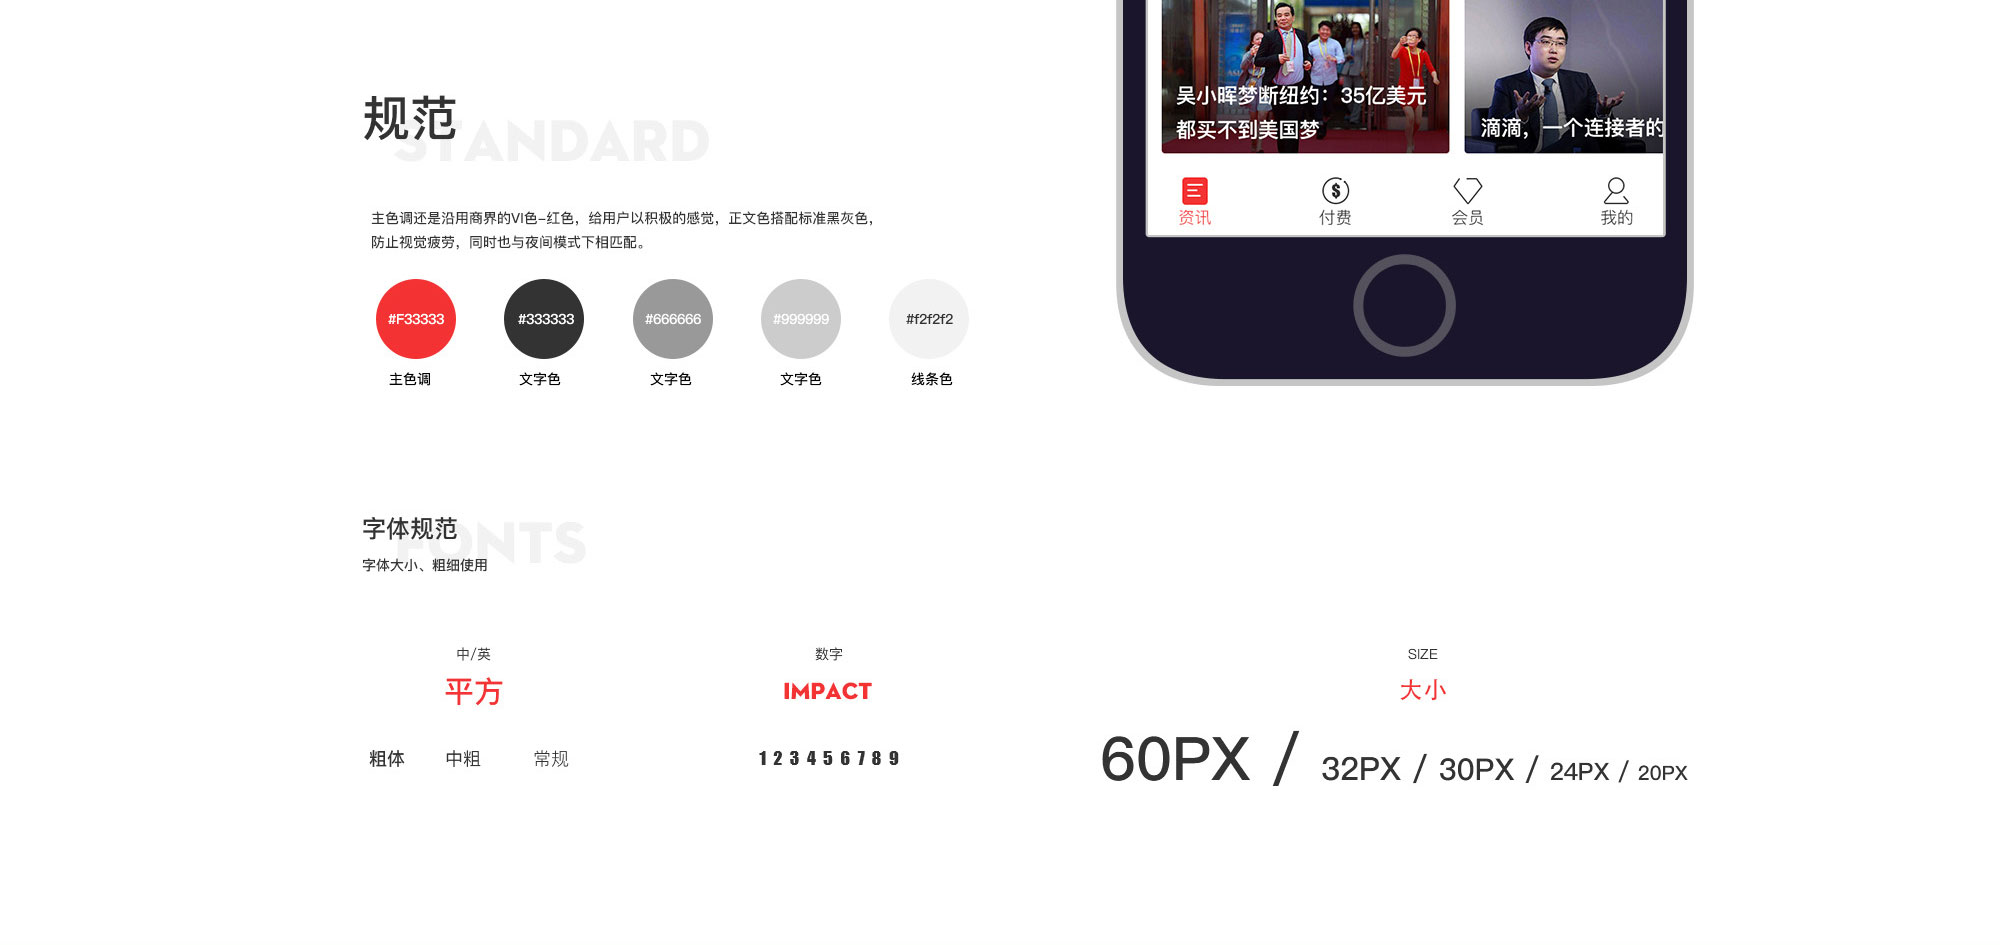 规范
STANDARD
主色调还是沿用商界的VI色-红色，给用户以积极的感觉，正文色搭配标准黑灰色，
防止视觉疲劳，同时也与夜间模式下相匹配。
#F33333
#333333
#666666
#999999
#f2f2f2
主色调
文字色
文字色
文字色
线条色
吴小晖梦断纽约：35亿美元
都买不到美国梦
滴滴，一个连接者的
资讯
付费
会员
我的
字体规范
FONTS
字体大小、粗细使用
中/英
平方
粗体
中粗
常规
数字
IMPACT
1 2 3 4 5 6 7 8 9
SIZE
大小
60PX / 32PX / 30PX / 24PX / 20PX